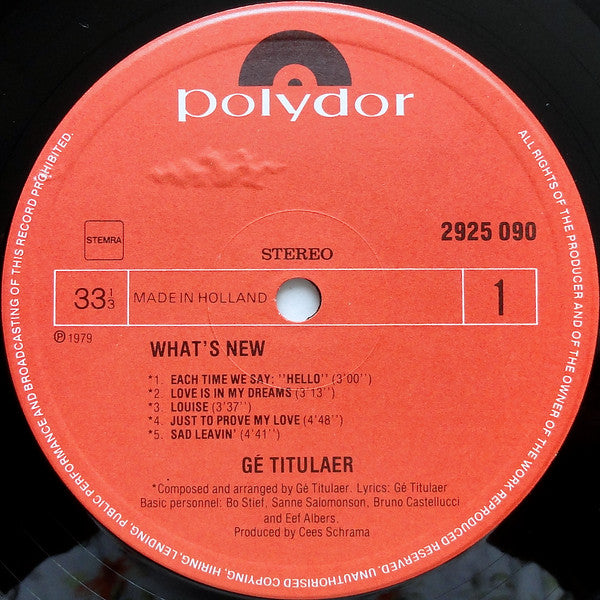 polydor
STEMRA
STEREO
2925 090
33 1/3
MADE IN HOLLAND
1
℗ 1979
WHAT'S NEW
*1. EACH TIME WE SAY: ''HELLO'' (3'00'')
*2. LOVE IS IN MY DREAMS (3'13'')
*3. LOUISE (3'37'')
*4. JUST TO PROVE MY LOVE (4'48'')
*5. SAD LEAVIN' (4'41'')
GÉ TITULAER
*Composed and arranged by Gé Titulaer. Lyrics: Gé Titulaer
Basic personnel: Bo Stief, Sanne Salomonson, Bruno Castellucci
and Eef Albers.
Produced by Cees Schrama
ALL RIGHTS OF THE PRODUCER AND OF THE OWNER OF THE WORK REPRODUCED RESERVED. UNAUTHORISED COPYING, HIRING, LENDING, PUBLIC PERFORMANCE AND BROADCASTING OF THIS RECORD PROHIBITED.